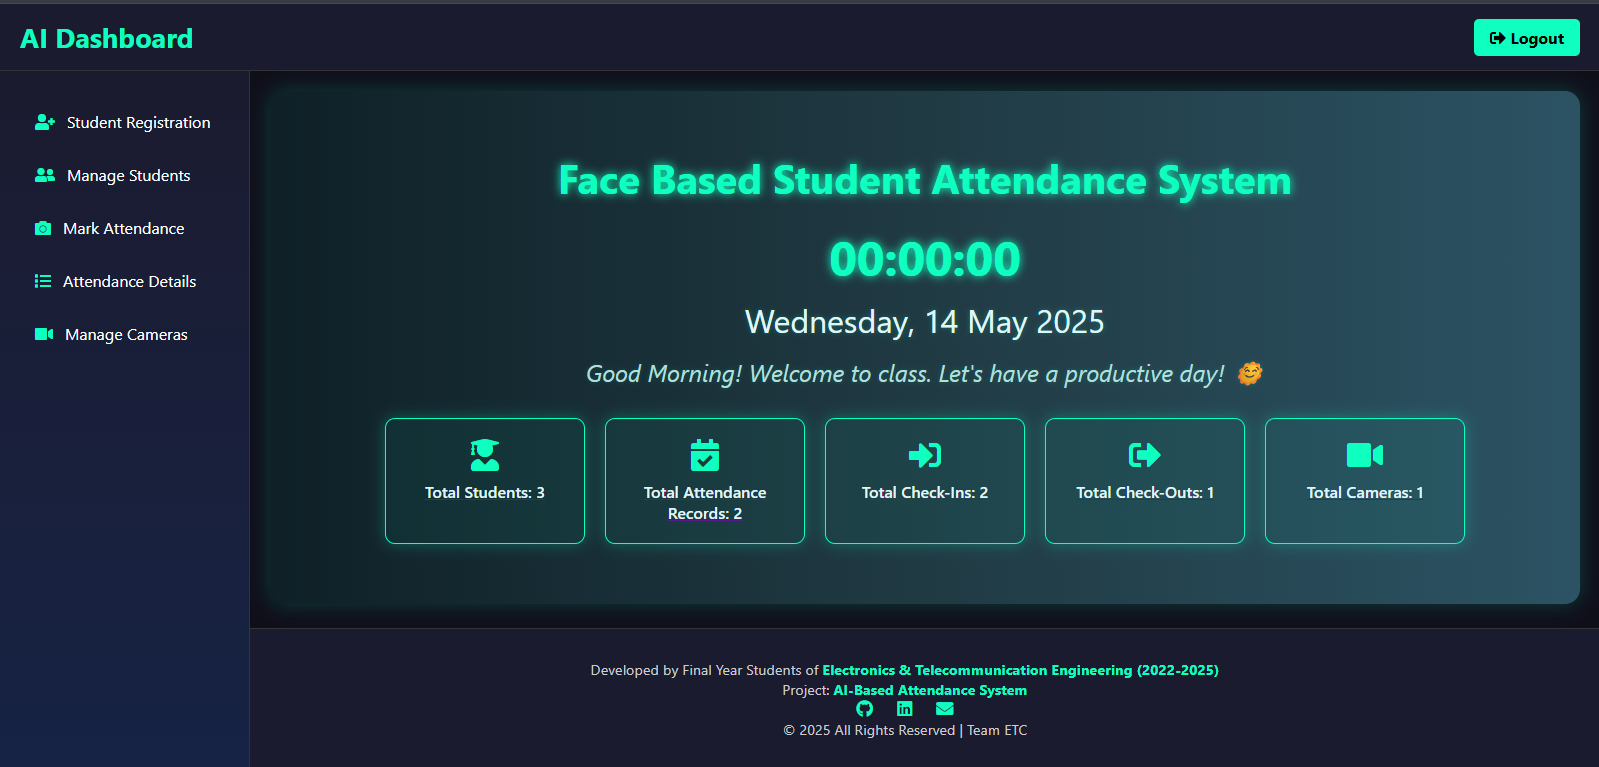 AI Dashboard
Logout
Student Registration
Manage Students
Mark Attendance
Attendance Details
Manage Cameras
Face Based Student Attendance System
00:00:00
Wednesday, 14 May 2025
Good Morning! Welcome to class. Let's have a productive day! 🌞
Total Students: 3
Total Attendance
Records: 2
Total Check-Ins: 2
Total Check-Outs: 1
Total Cameras: 1
Developed by Final Year Students of Electronics & Telecommunication Engineering (2022-2025)
Project: AI-Based Attendance System
© 2025 All Rights Reserved | Team ETC